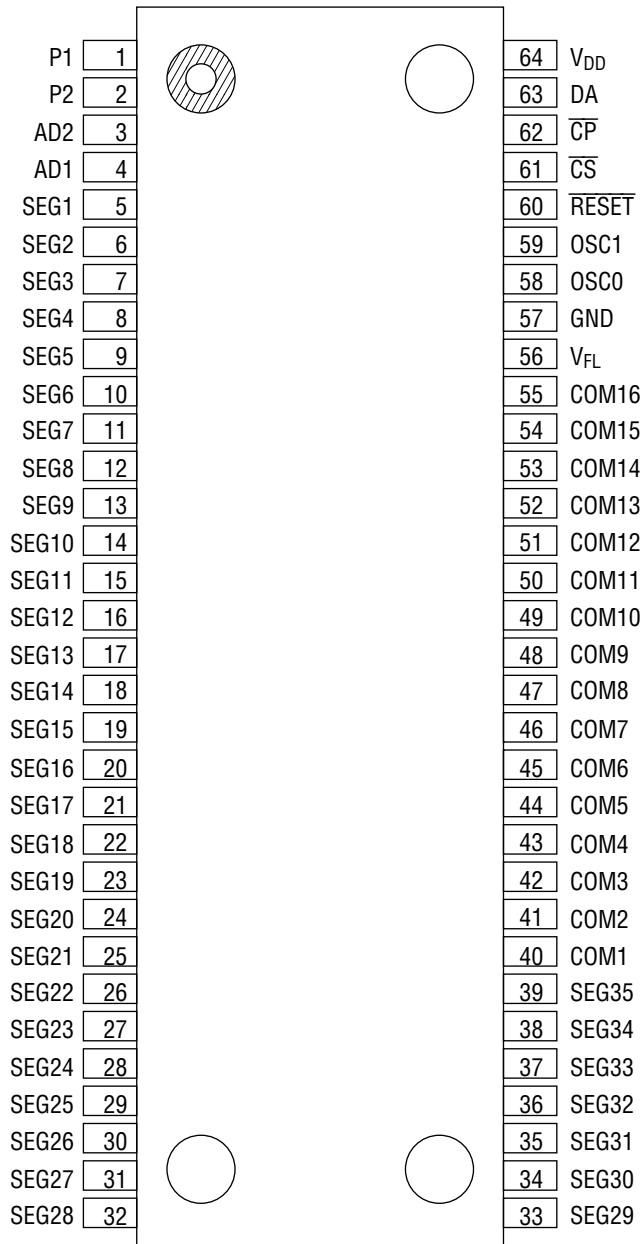 P1 1 64 VDD
P2 2 63 DA
AD2 3 62 C̅P̅
AD1 4 61 C̅S̅
SEG1 5 60 R̅E̅S̅E̅T̅
SEG2 6 59 OSC1
SEG3 7 58 OSC0
SEG4 8 57 GND
SEG5 9 56 VFL
SEG6 10 55 COM16
SEG7 11 54 COM15
SEG8 12 53 COM14
SEG9 13 52 COM13
SEG10 14 51 COM12
SEG11 15 50 COM11
SEG12 16 49 COM10
SEG13 17 48 COM9
SEG14 18 47 COM8
SEG15 19 46 COM7
SEG16 20 45 COM6
SEG17 21 44 COM5
SEG18 22 43 COM4
SEG19 23 42 COM3
SEG20 24 41 COM2
SEG21 25 40 COM1
SEG22 26 39 SEG35
SEG23 27 38 SEG34
SEG24 28 37 SEG33
SEG25 29 36 SEG32
SEG26 30 35 SEG31
SEG27 31 34 SEG30
SEG28 32 33 SEG29